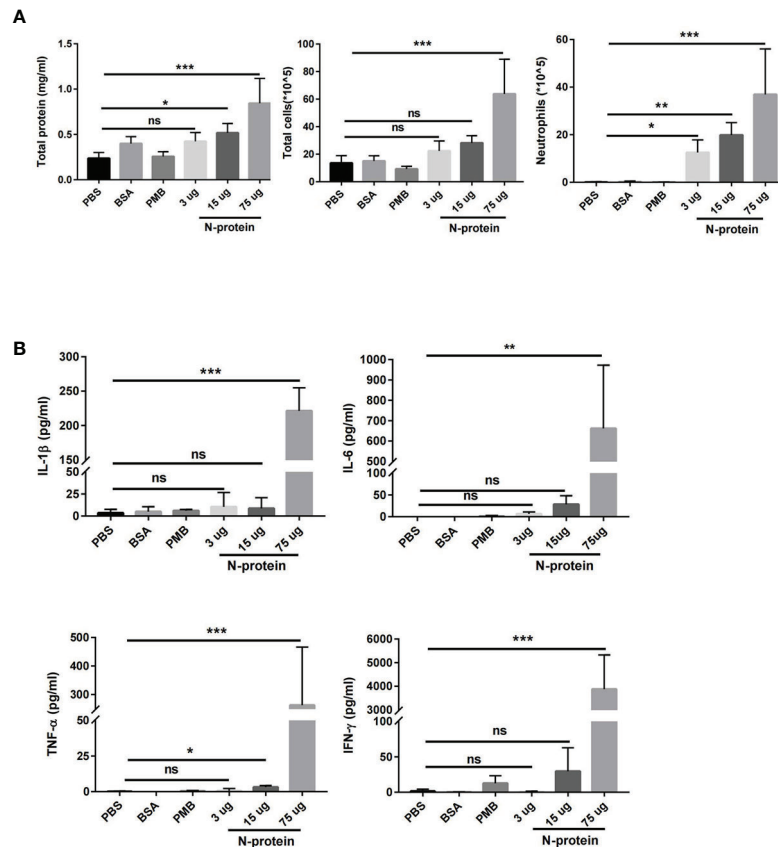 A
Total protein (mg/ml)
1.5
1.0
0.5
0.0
***
*
ns
PBS
BSA
PMB
3 ug
15 ug
75 ug
N-protein
Total cells(*10^5)
100
80
60
40
20
0
***
ns
ns
PBS
BSA
PMB
3 ug
15 ug
75 ug
N-protein
Neutrophils (*10^5)
60
40
20
0
***
**
*
PBS
BSA
PMB
3 ug
15 ug
75 ug
N-protein
B
IL-1β (pg/ml)
300
250
200
150
50
25
0
***
ns
ns
PBS
BSA
PMB
3 ug
15 ug
75 ug
N-protein
IL-6 (pg/ml)
1000
900
800
700
600
500
100
50
0
**
ns
ns
PBS
BSA
PMB
3ug
15ug
75ug
N-protein
TNF-α (pg/ml)
500
400
300
200
50
25
0
***
*
ns
PBS
BSA
PMB
3 ug
15 ug
75 ug
N-protein
IFN-γ (pg/ml)
6000
5000
4000
3000
100
50
0
***
ns
ns
PBS
BSA
PMB
3 ug
15 ug
75 ug
N-protein